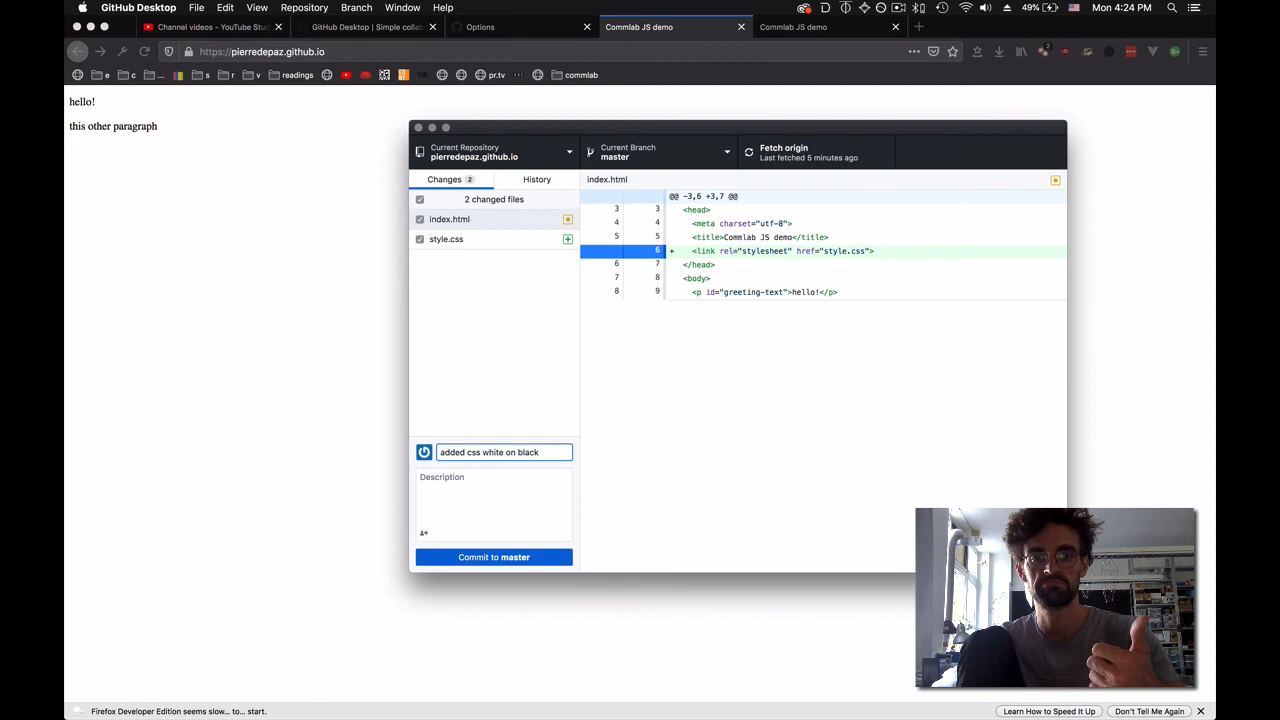 GitHub Desktop File Edit View Repository Branch Window Help 49% Mon 4:24 PM
Channel videos - YouTube Stu
GitHub Desktop | Simple collab
Options
Commlab JS demo
Commlab JS demo
https://pierredepaz.github.io
e c ... s r v readings pr.tv commlab
hello!
this other paragraph
Current Repository
pierredepaz.github.io
Current Branch
master
Fetch origin
Last fetched 5 minutes ago
Changes 2
History
index.html
2 changed files
index.html
style.css
@@ -3,6 +3,7 @@
3 3 <head>
4 4 <meta charset="utf-8">
5 5 <title>Commlab JS demo</title>
6 + <link rel="stylesheet" href="style.css">
6 7 </head>
7 8 <body>
8 9 <p id="greeting-text">hello!</p>
added css white on black
Description
Commit to master
Firefox Developer Edition seems slow... to... start.
Learn How to Speed It Up
Don't Tell Me Again